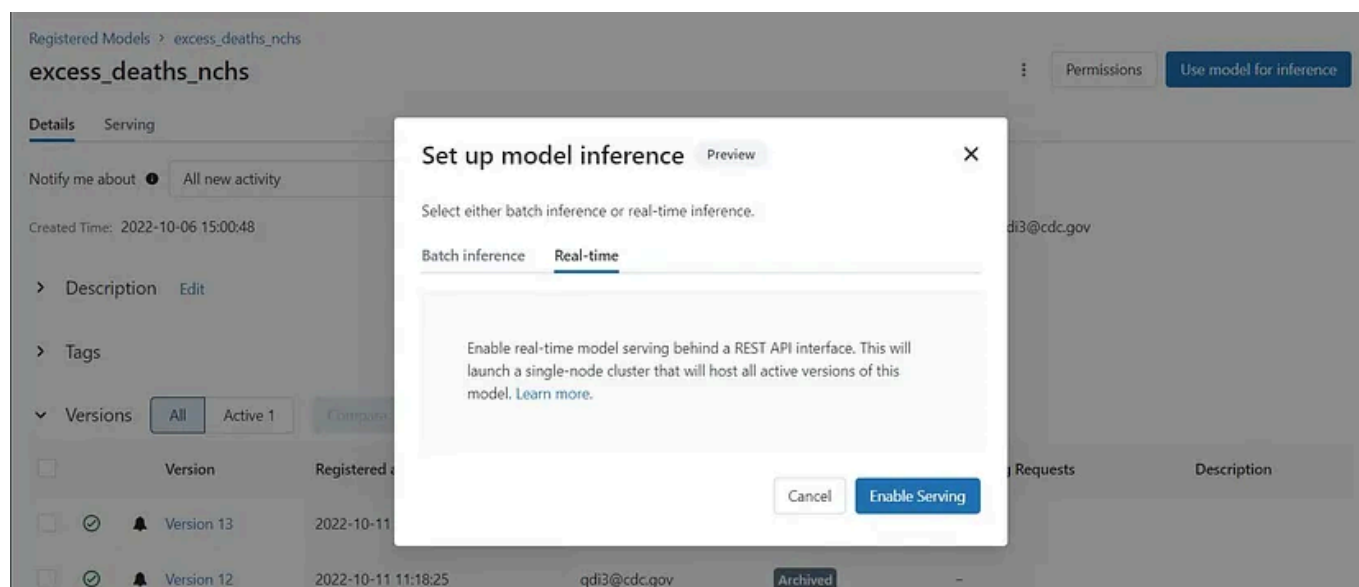 Registered Models > excess_deaths_nchs
excess_deaths_nchs
Permissions
Use model for inference
Details Serving
Set up model inference Preview
Notify me about All new activity
Select either batch inference or real-time inference.
Created Time: 2022-10-06 15:00:48
di3@cdc.gov
Batch inference Real-time
Description Edit
Enable real-time model serving behind a REST API interface. This will
launch a single-node cluster that will host all active versions of this
model. Learn more.
Tags
Versions All Active 1 Compare
Version Registered a Requests Description
Cancel Enable Serving
Version 13 2022-10-11
Version 12 2022-10-11 11:18:25 qdi3@cdc.gov Archived –